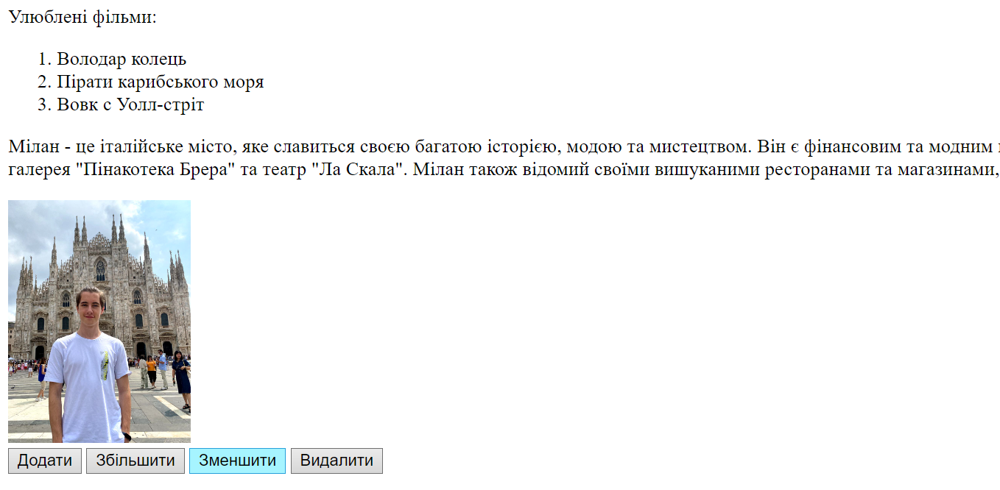 Улюблені фільми:
1. Володар колець
2. Пірати карибського моря
3. Вовк с Уолл-стріт
Мілан - це італійське місто, яке славиться своєю багатою історією, модою та мистецтвом. Він є фінансовим та модним
галерея "Пінакотека Брера" та театр "Ла Скала". Мілан також відомий своїми вишуканими ресторанами та магазинами,
Додати Збільшити Зменшити Видалити